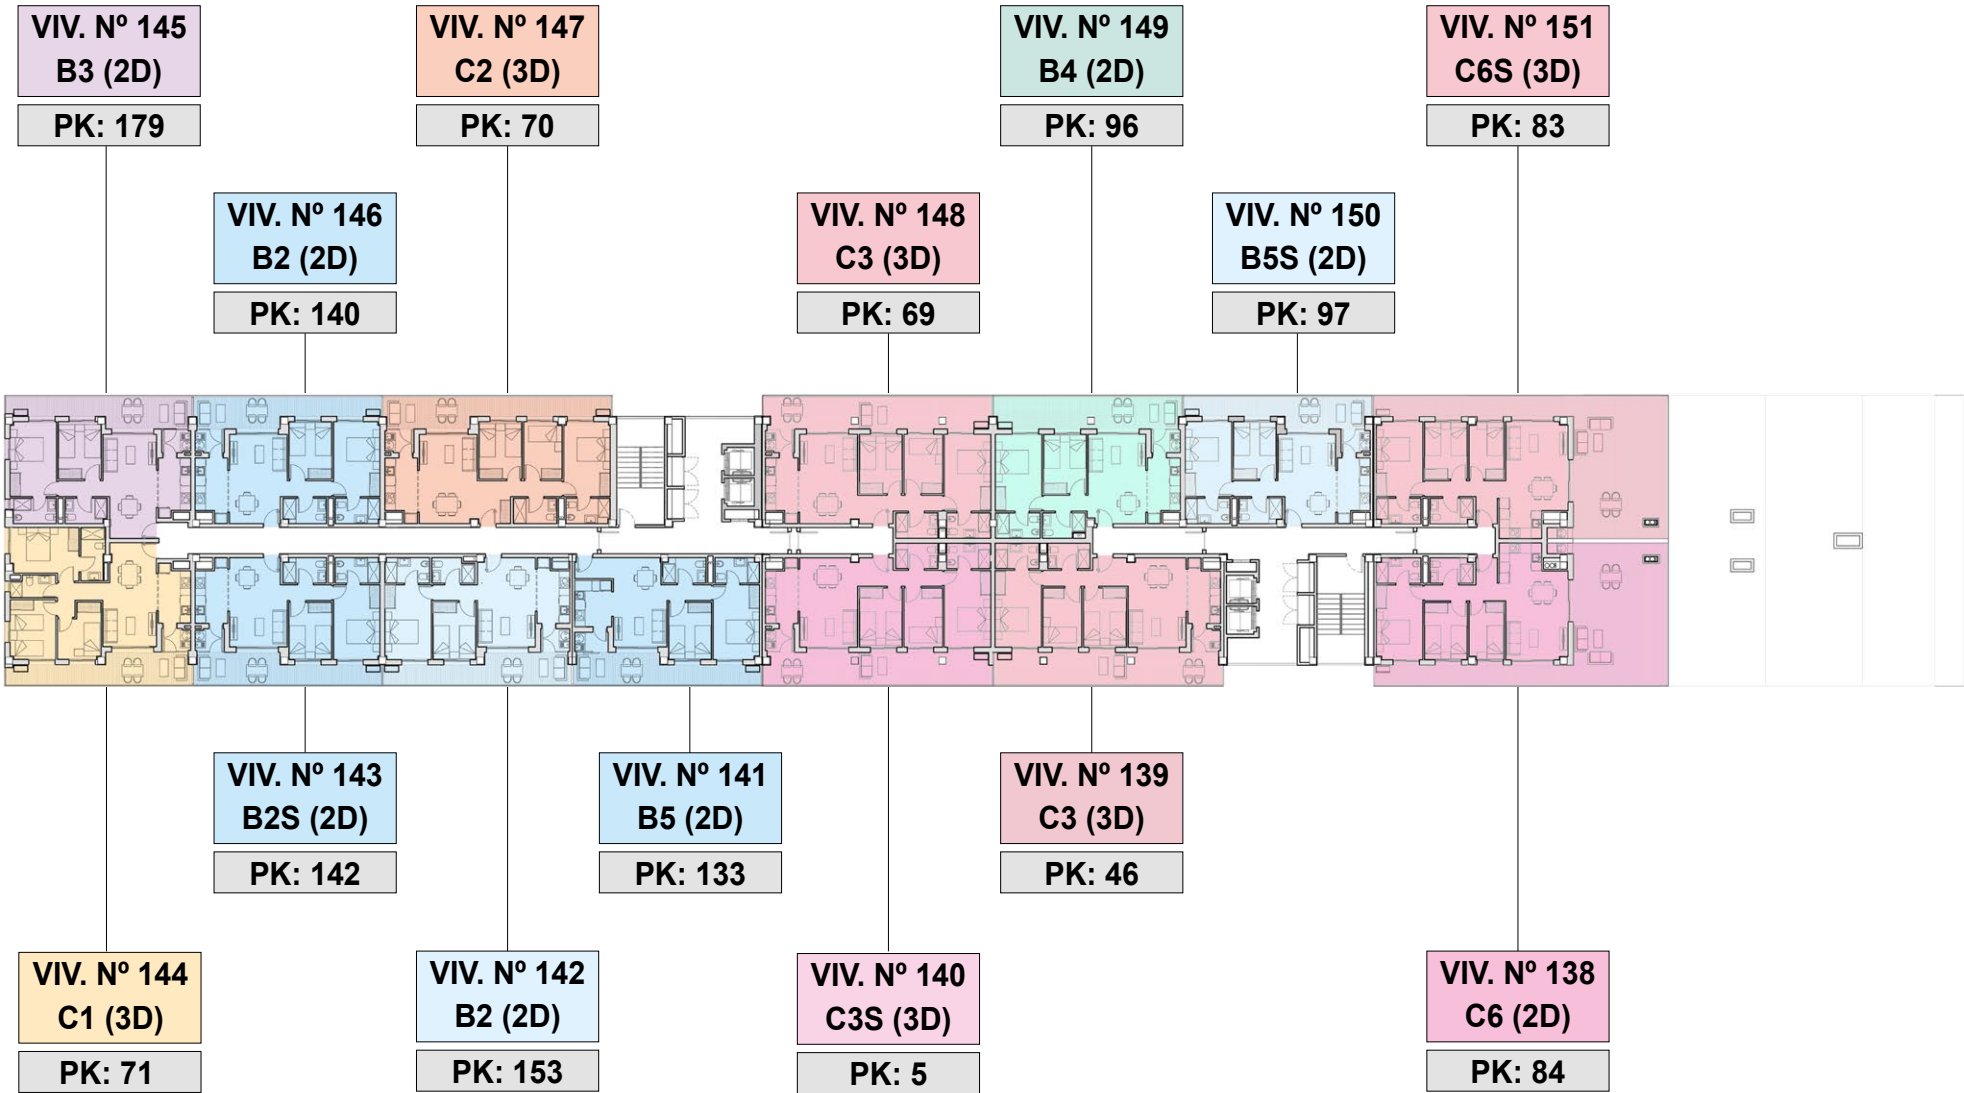 VIV. Nº 145
B3 (2D)
PK: 179
VIV. Nº 147
C2 (3D)
PK: 70
VIV. Nº 149
B4 (2D)
PK: 96
VIV. Nº 151
C6S (3D)
PK: 83
VIV. Nº 146
B2 (2D)
PK: 140
VIV. Nº 148
C3 (3D)
PK: 69
VIV. Nº 150
B5S (2D)
PK: 97
VIV. Nº 143
B2S (2D)
PK: 142
VIV. Nº 141
B5 (2D)
PK: 133
VIV. Nº 139
C3 (3D)
PK: 46
VIV. Nº 144
C1 (3D)
PK: 71
VIV. Nº 142
B2 (2D)
PK: 153
VIV. Nº 140
C3S (3D)
PK: 5
VIV. Nº 138
C6 (2D)
PK: 84